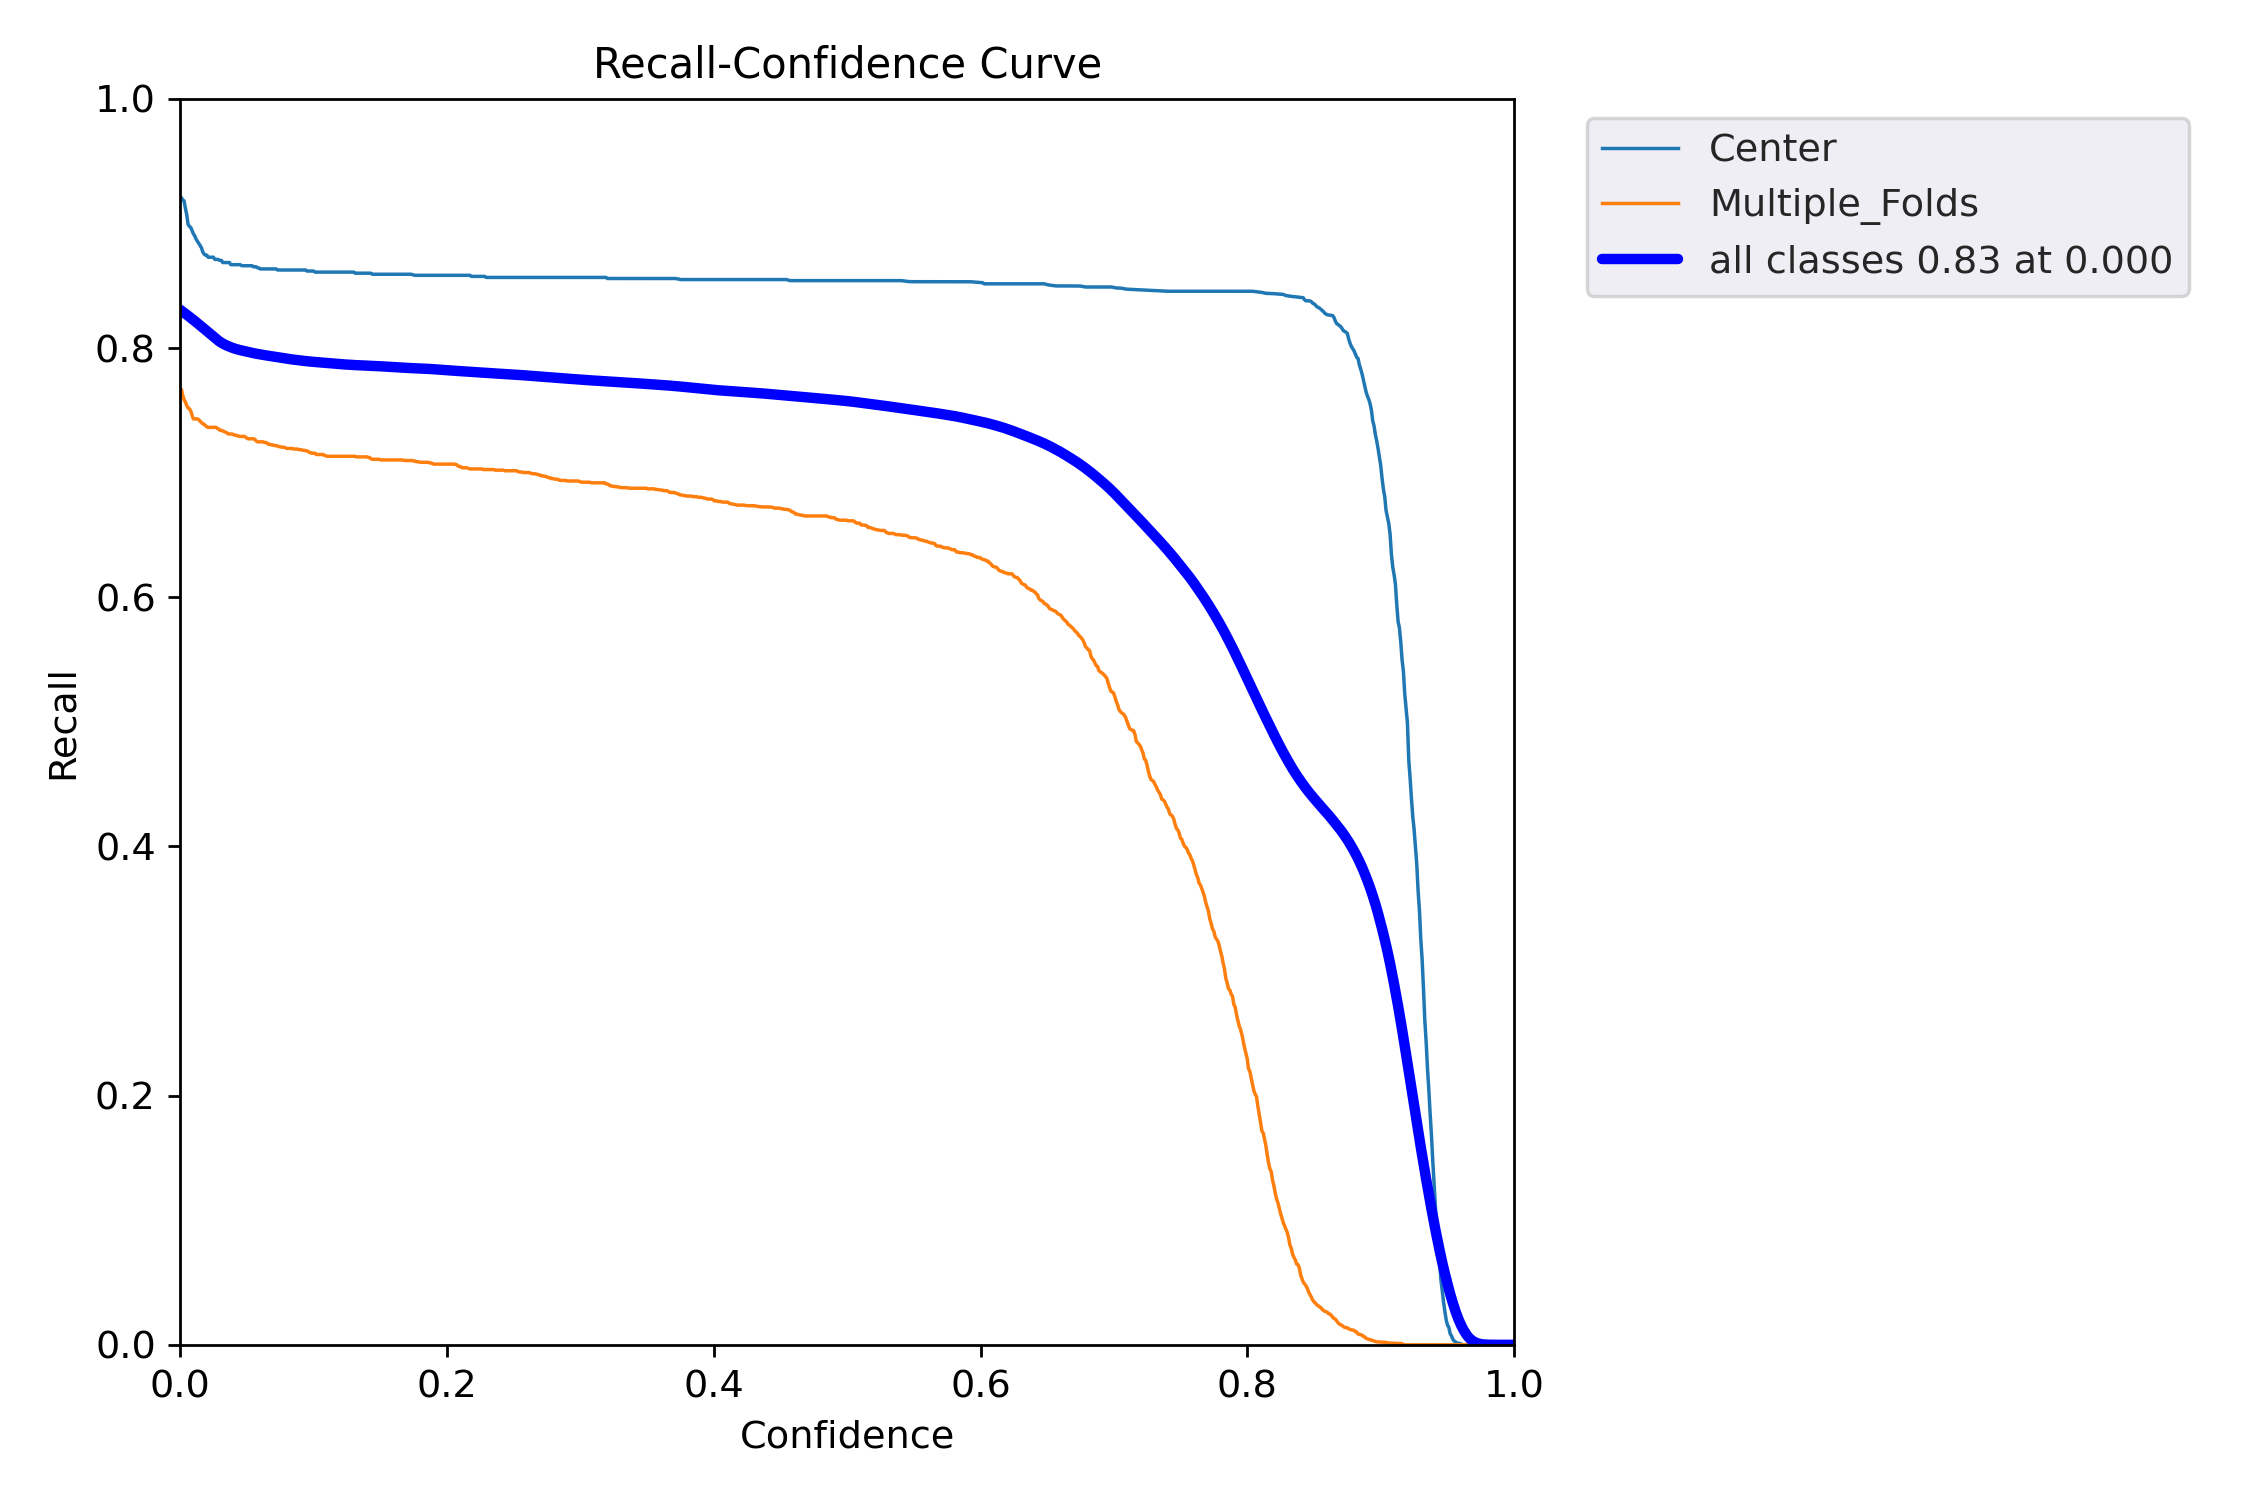 Recall-Confidence Curve
1.0
0.8
0.6
0.4
0.2
0.0
Recall
0.0 0.2 0.4 0.6 0.8 1.0
Confidence
Center
Multiple_Folds
all classes 0.83 at 0.000